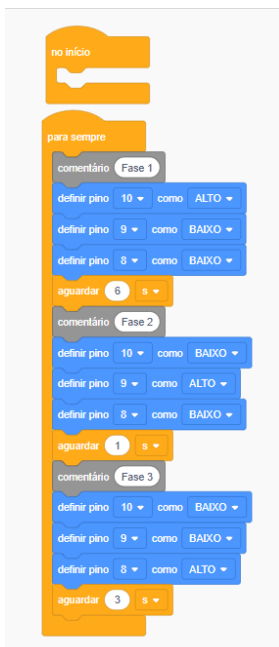 no início
para sempre
comentário Fase 1
definir pino 10 como ALTO
definir pino 9 como BAIXO
definir pino 8 como BAIXO
aguardar 6 s
comentário Fase 2
definir pino 10 como BAIXO
definir pino 9 como ALTO
definir pino 8 como BAIXO
aguardar 1 s
comentário Fase 3
definir pino 10 como BAIXO
definir pino 9 como BAIXO
definir pino 8 como ALTO
aguardar 3 s